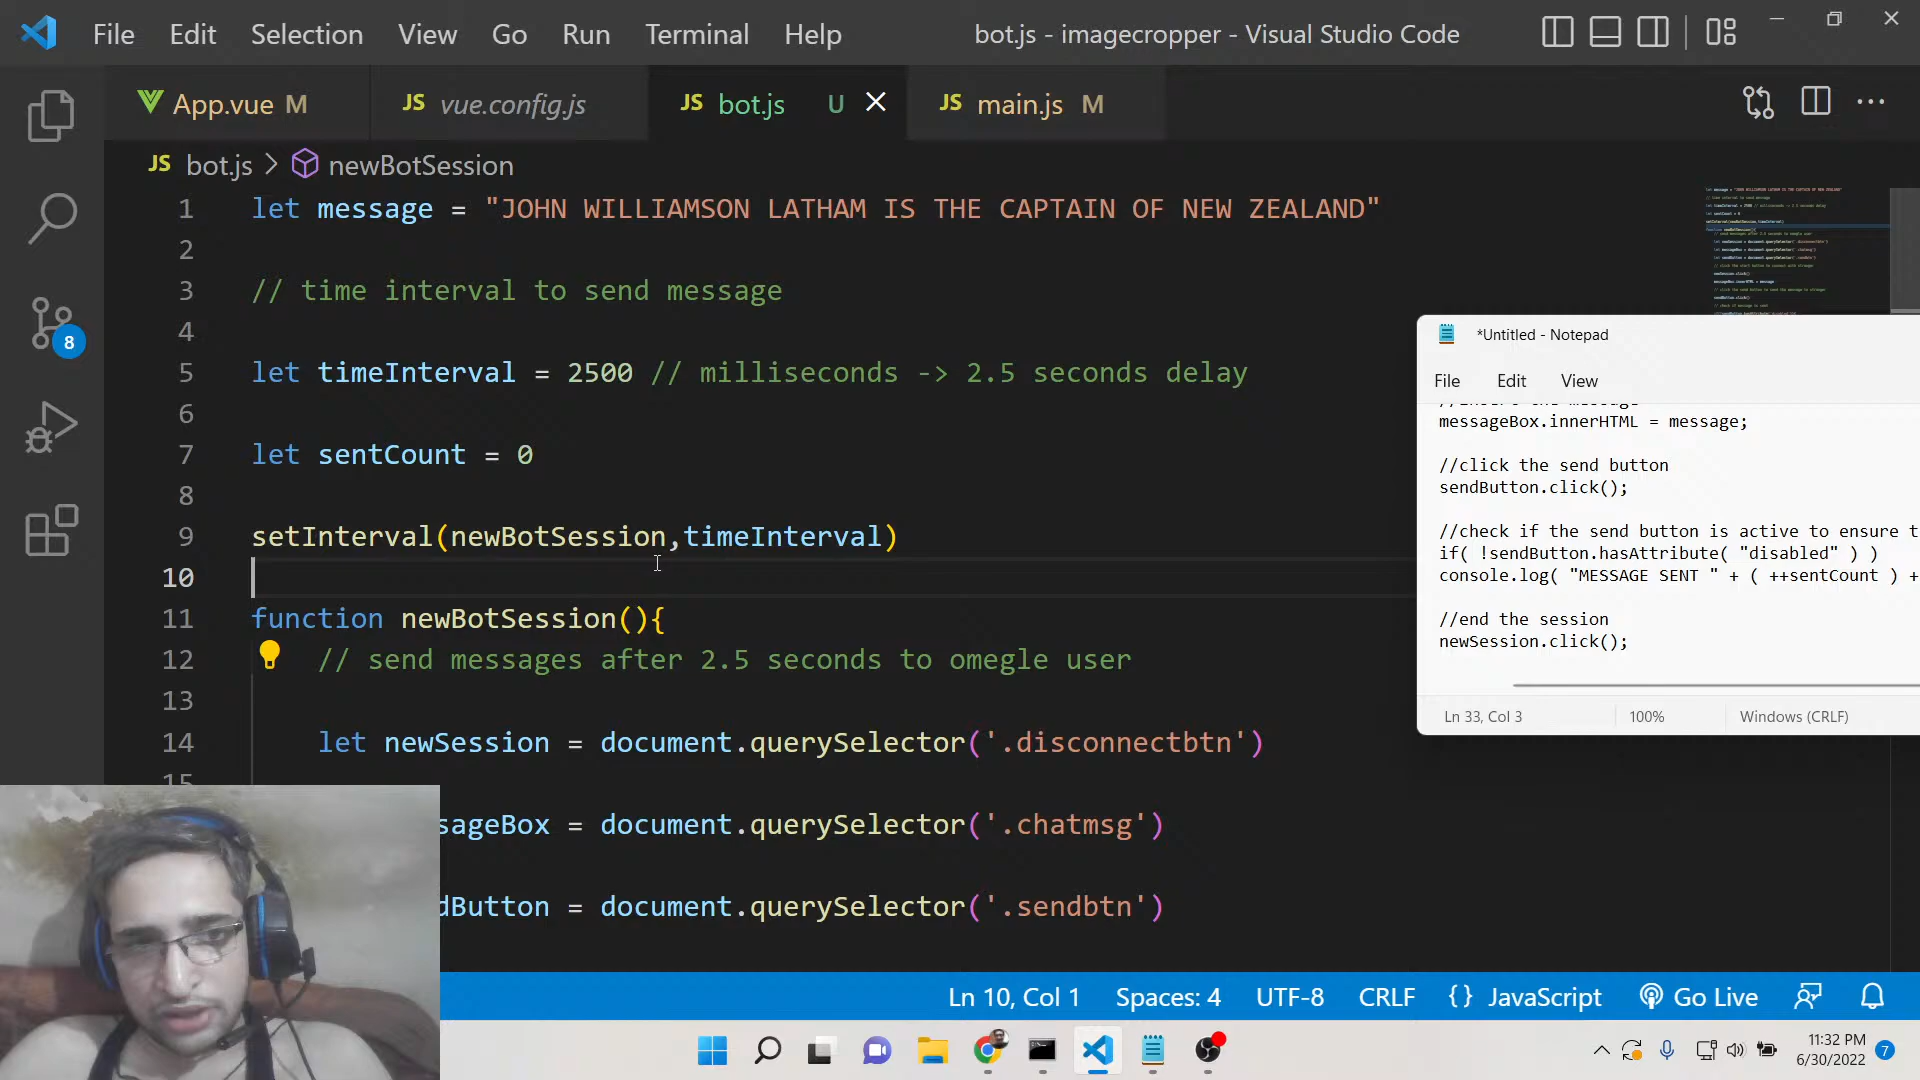 File Edit Selection View Go Run Terminal Help bot.js - imagecropper - Visual Studio Code
App.vue M JS vue.config.js JS bot.js U JS main.js M
JS bot.js > newBotSession
1 let message = "JOHN WILLIAMSON LATHAM IS THE CAPTAIN OF NEW ZEALAND"
2
3 // time interval to send message
4
5 let timeInterval = 2500 // milliseconds -> 2.5 seconds delay
6
7 let sentCount = 0
8
9 setInterval(newBotSession,timeInterval)
10
11 function newBotSession(){
12 // send messages after 2.5 seconds to omegle user
13
14 let newSession = document.querySelector('.disconnectbtn')
15
sageBox = document.querySelector('.chatmsg')
dButton = document.querySelector('.sendbtn')
8
*Untitled - Notepad
File Edit View
messageBox.innerHTML = message;
//click the send button
sendButton.click();
//check if the send button is active to ensure t
if( !sendButton.hasAttribute( "disabled" ) )
console.log( "MESSAGE SENT " + ( ++sentCount ) +
//end the session
newSession.click();
Ln 33, Col 3 100% Windows (CRLF)
Ln 10, Col 1 Spaces: 4 UTF-8 CRLF {} JavaScript Go Live
11:32 PM
6/30/2022 7